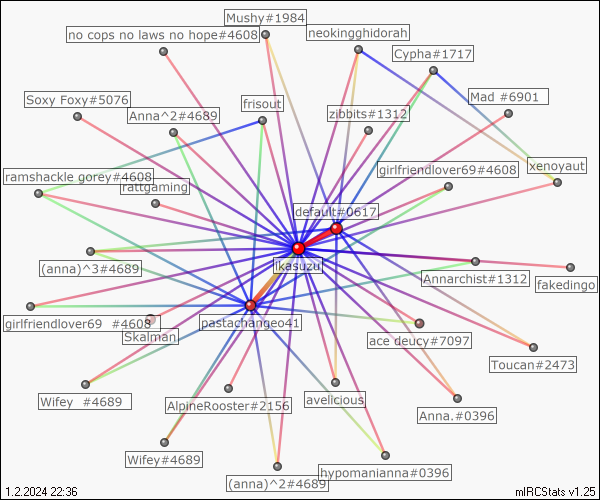 Mushy#1984
no cops no laws no hope#4608
neokingghidorah
Cypha#1717
Soxy Foxy#5076
Mad #6901
frisout
Anna^2#4689
zibbits#1312
xenoyaut
girlfriendlover69#4608
ramshackle gorey#4608
rattgaming
default#0617
ikasuzu
(anna)^3#4689
Annarchist#1312
fakedingo
girlfriendlover69 #4608
pastachangeo41
Skalman
ace deucy#7097
Toucan#2473
Wifey #4689
AlpineRooster#2156
avelicious
Anna.#0396
Wifey#4689
hypomanianna#0396
(anna)^2#4689
1.2.2024 22:36
mIRCStats v1.25